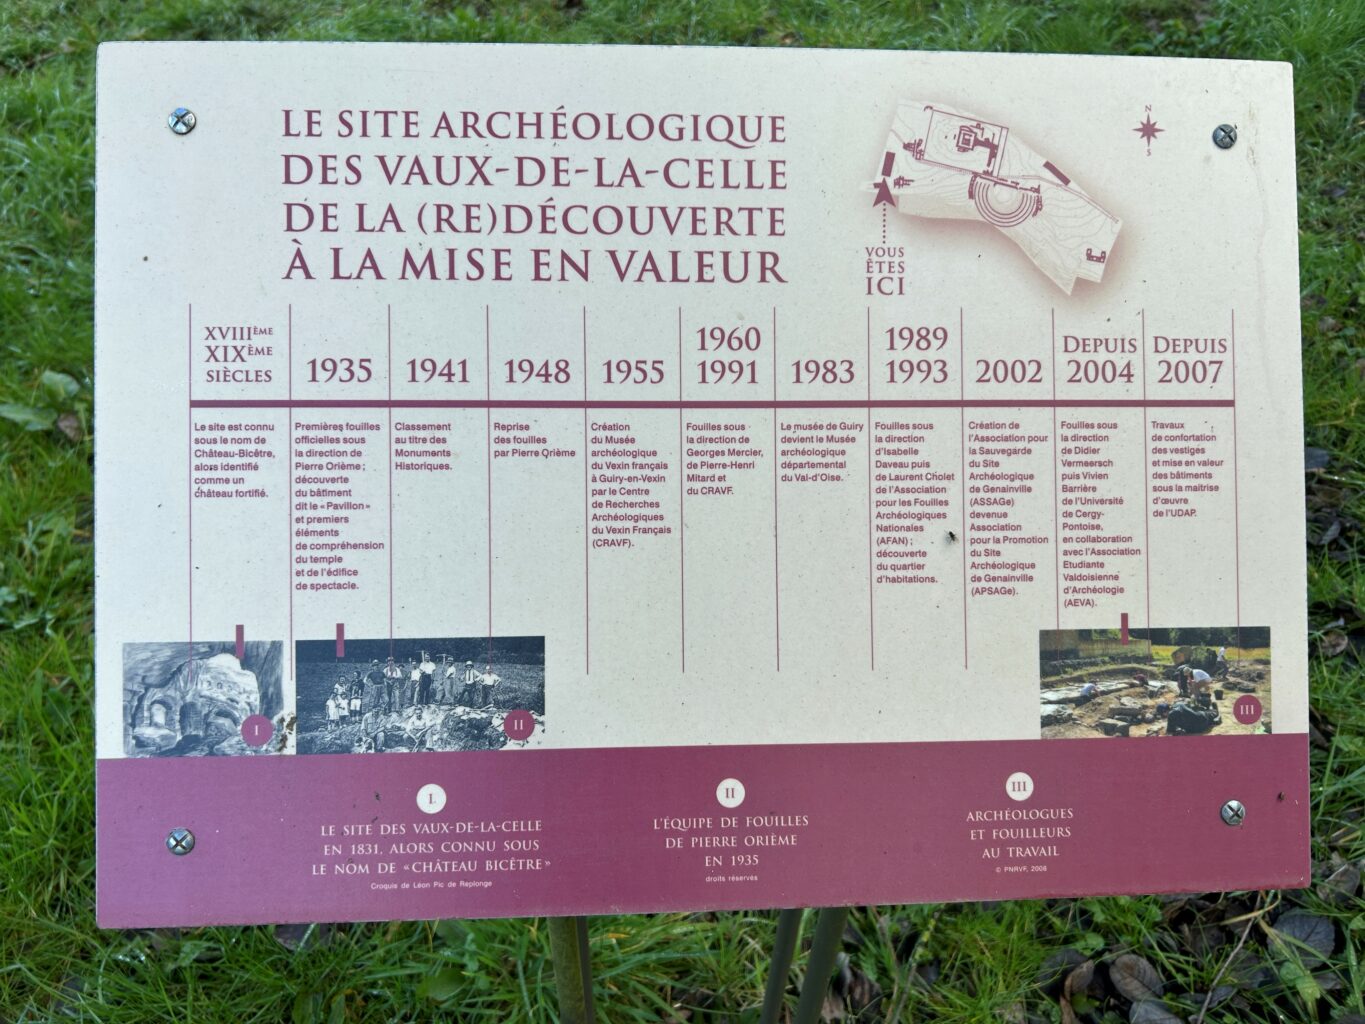 LE SITE ARCHÉOLOGIQUE
DES VAUX-DE-LA-CELLE
DE LA (RE)DÉCOUVERTE
À LA MISE EN VALEUR
N
S
VOUS
ÊTES
ICI
XVIIIÈME
XIXÈME
SIÈCLES
Le site est connu
sous le nom de
Château-Bicêtre,
alors identifié
comme un
château fortifié.
1935
Premières fouilles
officielles sous
la direction de
Pierre Orième ;
découverte
du bâtiment
dit le « Pavillon »
et premiers
éléments
de compréhension
du temple
et de l'édifice
de spectacle.
1941
Classement
au titre des
Monuments
Historiques.
1948
Reprise
des fouilles
par Pierre Orième
1955
Création
du Musée
archéologique
du Vexin français
à Guiry-en-Vexin
par le Centre
de Recherches
Archéologiques
du Vexin Français
(CRAVF).
1960
1991
Fouilles sous
la direction de
Georges Mercier,
de Pierre-Henri
Mitard et
du CRAVF.
1983
Le musée de Guiry
devient le Musée
archéologique
départemental
du Val-d'Oise.
1989
1993
Fouilles sous
la direction
d'Isabelle
Daveau puis
de Laurent Cholet
de l'Association
pour les Fouilles
Archéologiques
Nationales
(AFAN) ;
découverte
du quartier
d'habitations.
2002
Création de
l'Association pour
la Sauvegarde
du Site
Archéologique
de Genainville
(ASSAGe)
devenue
Association
pour la Promotion
du Site
Archéologique
de Genainville
(APSAGe).
DEPUIS
2004
Fouilles sous
la direction
de Didier
Vermeersch
puis Vivien
Barrière
de l'Université
de Cergy-
Pontoise,
en collaboration
avec l'Association
Etudiante
Valdoisienne
d'Archéologie
(AEVA).
DEPUIS
2007
Travaux
de confortation
des vestiges
et mise en valeur
des bâtiments
sous la maitrise
d'œuvre
de l'UDAP.
I
II
III
I.
LE SITE DES VAUX-DE-LA-CELLE
EN 1831, ALORS CONNU SOUS
LE NOM DE « CHÂTEAU BICÊTRE »
Croquis de Léon Pic de Replonge
II
L'ÉQUIPE DE FOUILLES
DE PIERRE ORIÈME
EN 1935
droits réservés
III
ARCHÉOLOGUES
ET FOUILLEURS
AU TRAVAIL
© PNRVF, 2008